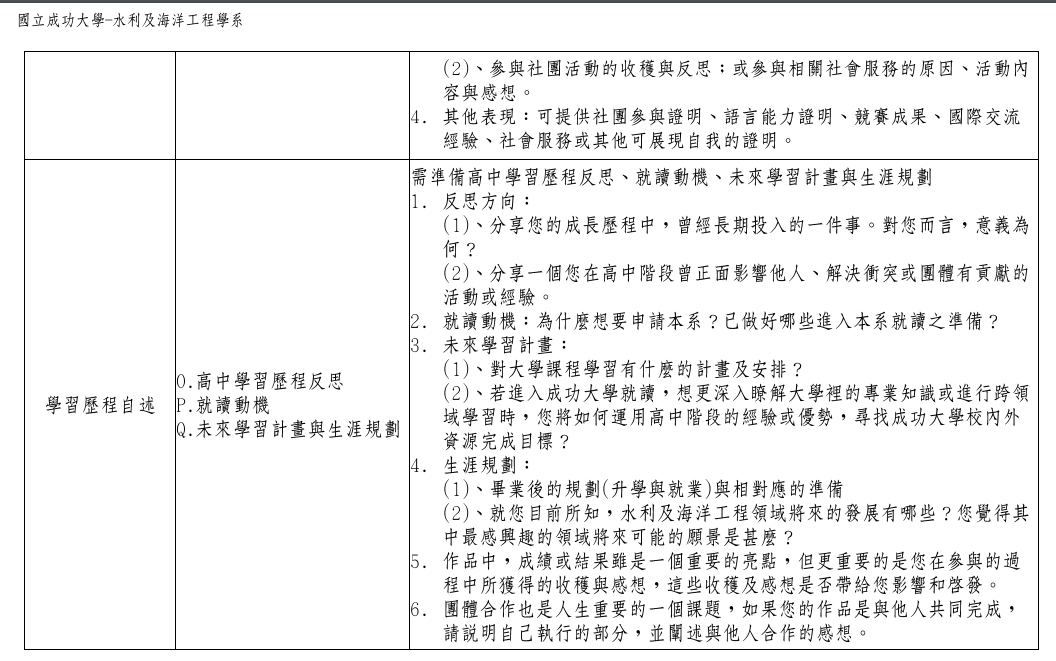 國立成功大學-水利及海洋工程學系
(2)、參與社團活動的收穫與反思；或參與相關社會服務的原因、活動內
容與感想。
4. 其他表現：可提供社團參與證明、語言能力證明、競賽成果、國際交流
經驗、社會服務或其他可展現自我的證明。
學習歷程自述
O.高中學習歷程反思
P.就讀動機
Q.未來學習計畫與生涯規劃
需準備高中學習歷程反思、就讀動機、未來學習計畫與生涯規劃
1. 反思方向：
(1)、分享您的成長歷程中，曾經長期投入的一件事。對您而言，意義為
何？
(2)、分享一個您在高中階段曾正面影響他人、解決衝突或團體有貢獻的
活動或經驗。
2. 就讀動機：為什麼想要申請本系？已做好哪些進入本系就讀之準備？
3. 未來學習計畫：
(1)、對大學課程學習有什麼的計畫及安排？
(2)、若進入成功大學就讀，想更深入瞭解大學裡的專業知識或進行跨領
域學習時，您將如何運用高中階段的經驗或優勢，尋找成功大學校內外
資源完成目標？
4. 生涯規劃：
(1)、畢業後的規劃(升學與就業)與相對應的準備
(2)、就您目前所知，水利及海洋工程領域將來的發展有哪些？您覺得其
中最感興趣的領域將來可能的願景是甚麼？
5. 作品中，成績或結果雖是一個重要的亮點，但更重要的是您在參與的過
程中所獲得的收穫與感想，這些收穫及感想是否帶給您影響和啓發。
6. 團體合作也是人生重要的一個課題，如果您的作品是與他人共同完成，
請說明自己執行的部分，並闡述與他人合作的感想。